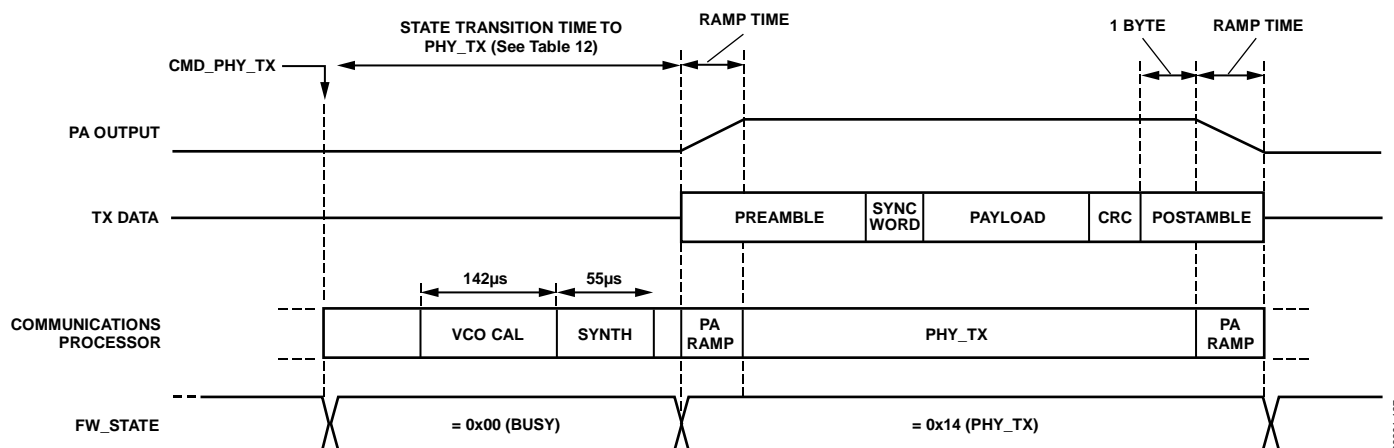 STATE TRANSITION TIME TO
PHY_TX (See Table 12)
RAMP TIME
1 BYTE
RAMP TIME
CMD_PHY_TX
PA OUTPUT
TX DATA
PREAMBLE
SYNC
WORD
PAYLOAD
CRC
POSTAMBLE
142µs
55µs
COMMUNICATIONS
PROCESSOR
VCO CAL
SYNTH
PA
RAMP
PHY_TX
PA
RAMP
FW_STATE
= 0x00 (BUSY)
= 0x14 (PHY_TX)